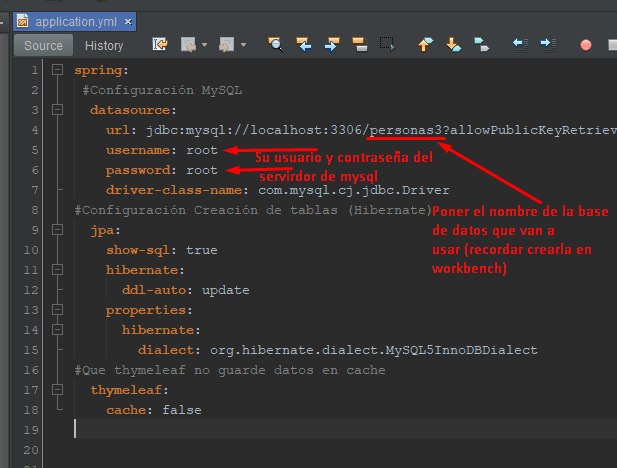 application.yml
Source History
1 spring:
2 #Configuración MySQL
3 datasource:
4 url: jdbc:mysql://localhost:3306/personas3?allowPublicKeyRetriev
5 username: root
Su usuario y contraseña del
6 password: root
servirdor de mysql
7 driver-class-name: com.mysql.cj.jdbc.Driver
8 #Configuración Creación de tablas (Hibernate)
Poner el nombre de la base
de datos que van a
usar (recordar crearla en
workbench)
9 jpa:
10 show-sql: true
11 hibernate:
12 ddl-auto: update
13 properties:
14 hibernate:
15 dialect: org.hibernate.dialect.MySQL5InnoDBDialect
16 #Que thymeleaf no guarde datos en cache
17 thymeleaf:
18 cache: false
19
20